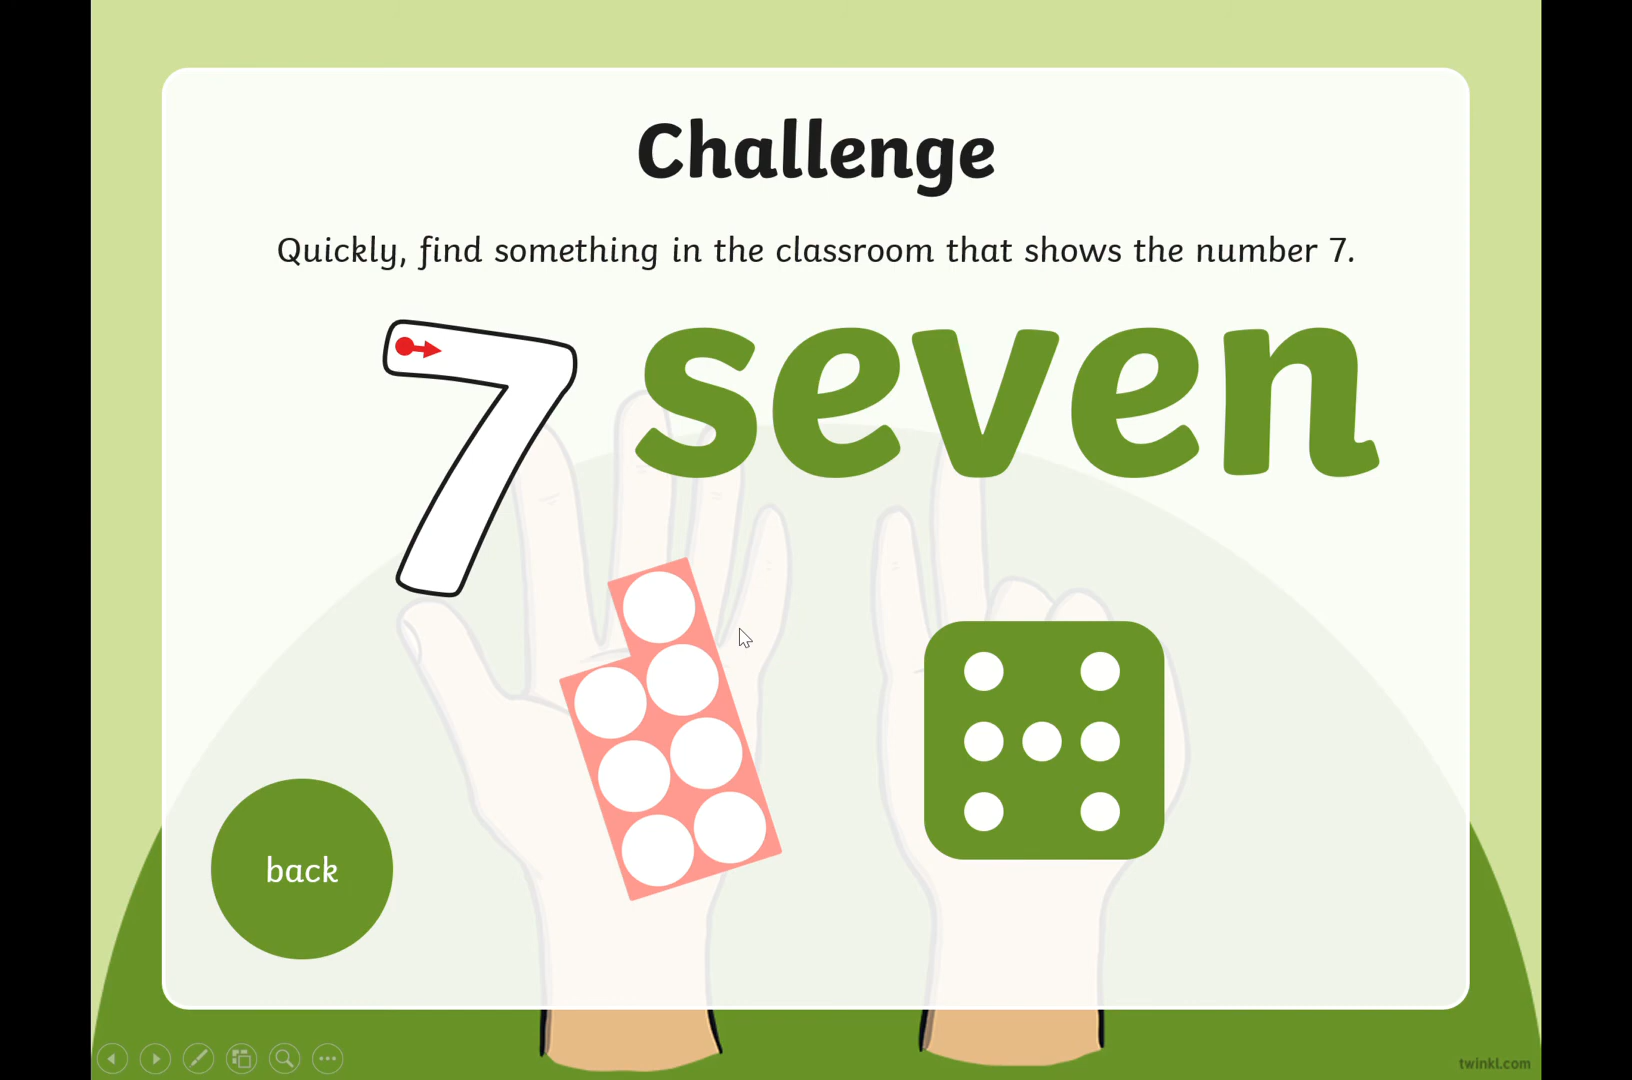 Challenge
Quickly, find something in the classroom that shows the number 7.
7 seven
back
twinkl.com